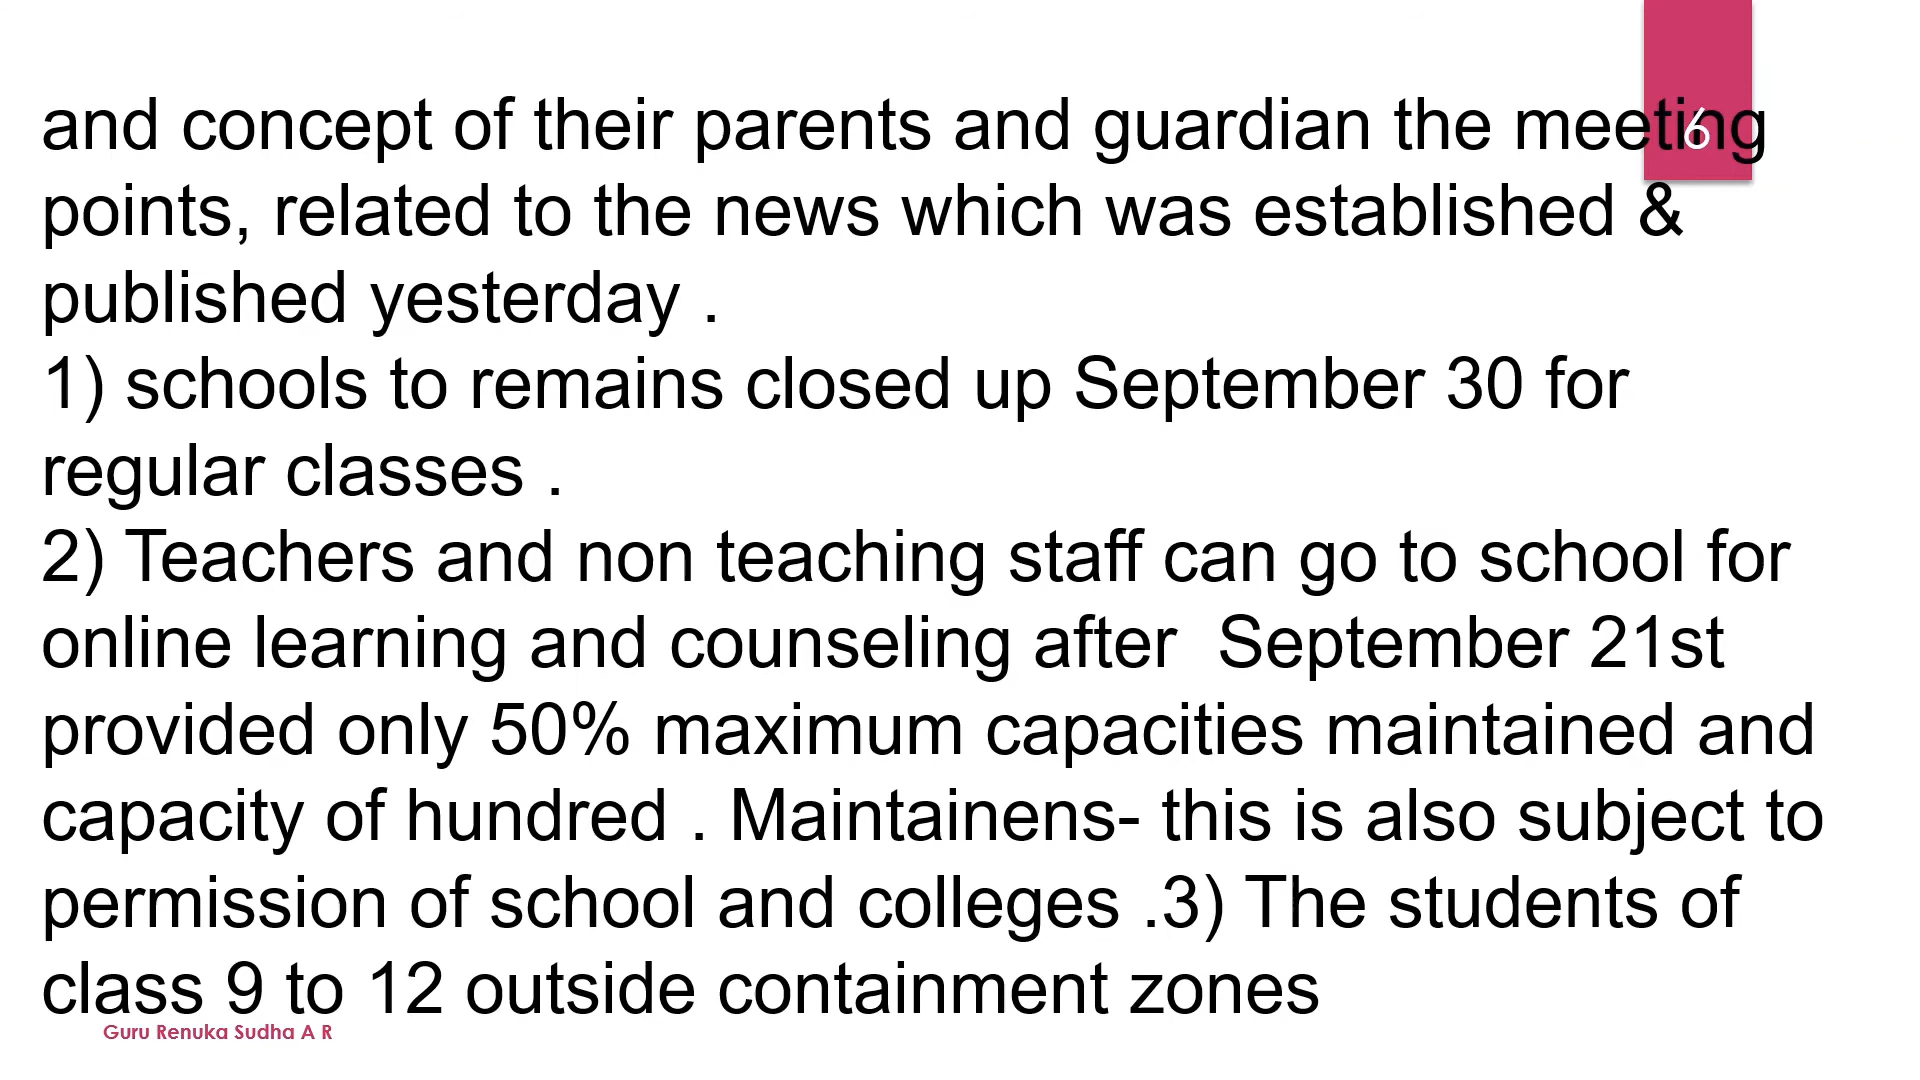 and concept of their parents and guardian the meeting
6
points, related to the news which was established &
published yesterday .
1) schools to remains closed up September 30 for
regular classes .
2) Teachers and non teaching staff can go to school for
online learning and counseling after  September 21st
provided only 50% maximum capacities maintained and
capacity of hundred . Maintainens- this is also subject to
permission of school and colleges .3) The students of
class 9 to 12 outside containment zones
Guru Renuka Sudha A R